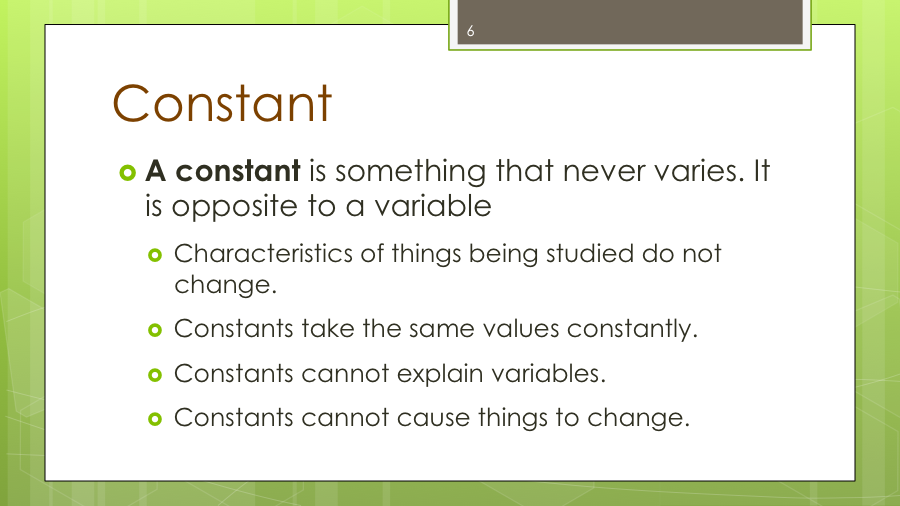 6
Constant
A constant is something that never varies. It
is opposite to a variable
Characteristics of things being studied do not
change.
Constants take the same values constantly.
Constants cannot explain variables.
Constants cannot cause things to change.